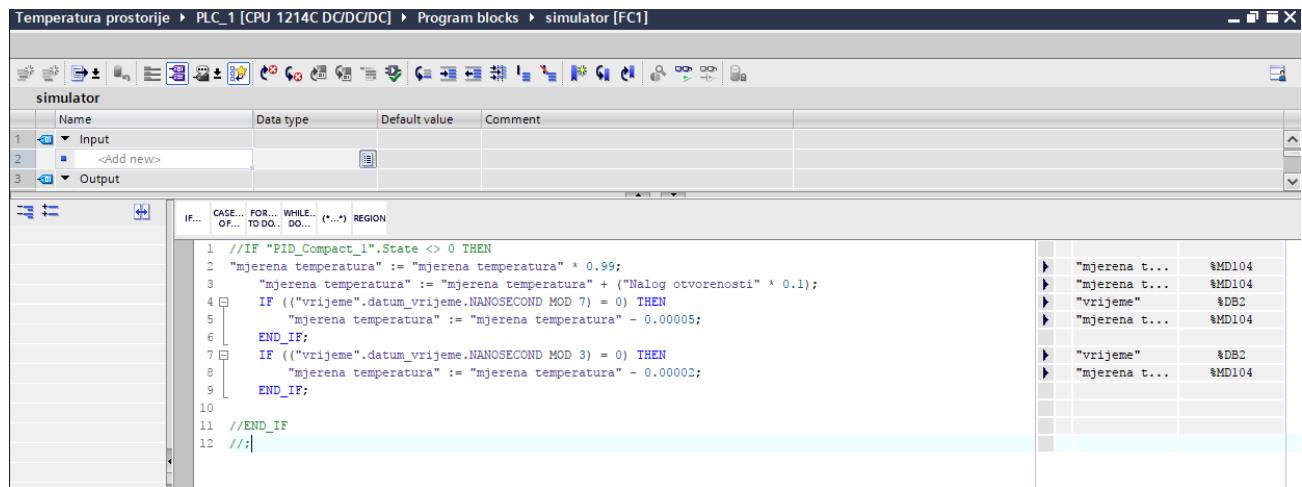 Temperatura prostorije ▸ PLC_1 [CPU 1214C DC/DC/DC] ▸ Program blocks ▸ simulator [FC1]
simulator
Name Data type Default value Comment
1 Input
2 <Add new>
3 Output
IF... CASE... OF... FOR... TO DO... WHILE... DO... (*...*) REGION
1 //IF "PID_Compact_1".State <> 0 THEN
2 "mjerena temperatura" := "mjerena temperatura" * 0.99; "mjerena t... %MD104
3 "mjerena temperatura" := "mjerena temperatura" + ("Nalog otvorenosti" * 0.1); "mjerena t... %MD104
4 IF (("vrijeme".datum_vrijeme.NANOSECOND MOD 7) = 0) THEN "vrijeme" %DB2
5 "mjerena temperatura" := "mjerena temperatura" - 0.00005; "mjerena t... %MD104
6 END_IF;
7 IF (("vrijeme".datum_vrijeme.NANOSECOND MOD 3) = 0) THEN "vrijeme" %DB2
8 "mjerena temperatura" := "mjerena temperatura" - 0.00002; "mjerena t... %MD104
9 END_IF;
10
11 //END_IF
12 //;